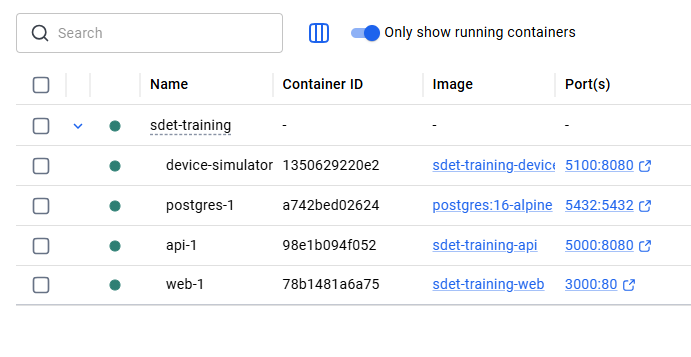 Search
Only show running containers
Name Container ID Image Port(s)
sdet-training - - -
device-simulator 1350629220e2 sdet-training-device 5100:8080
postgres-1 a742bed02624 postgres:16-alpine 5432:5432
api-1 98e1b094f052 sdet-training-api 5000:8080
web-1 78b1481a6a75 sdet-training-web 3000:80